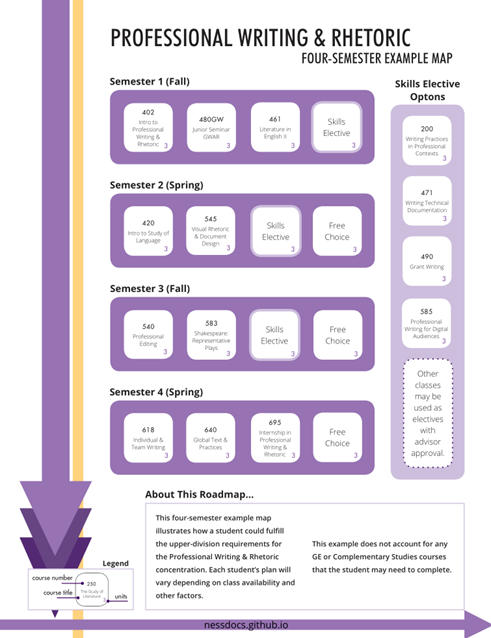 PROFESSIONAL WRITING & RHETORIC
FOUR-SEMESTER EXAMPLE MAP
Semester 1 (Fall)
402
Intro to
Professional
Writing &
Rhetoric
3
480GW
Junior Seminar
GWAR
3
461
Literature in
English II
3
Skills
Elective
3
Semester 2 (Spring)
420
Intro to Study of
Language
3
545
Visual Rhetoric
& Document
Design
3
Skills
Elective
3
Free
Choice
3
Semester 3 (Fall)
540
Professional
Editing
3
583
Shakespeare:
Representative
Plays
3
Skills
Elective
3
Free
Choice
3
Semester 4 (Spring)
618
Individual &
Team Writing
3
640
Global Text &
Practices
3
695
Internship in
Professional
Writing &
Rhetoric
3
Free
Choice
3
Skills Elective
Optons
200
Writing Practices
in Professional
Contexts
3
471
Writing Technical
Documentation
3
490
Grant Writing
3
585
Professional
Writing for Digital
Audiences
3
Other
classes
may be
used as
electives
with
advisor
approval.
About This Roadmap...
This four-semester example map
illustrates how a student could fulfill
the upper-division requirements for
the Professional Writing & Rhetoric
concentration. Each student's plan will
vary depending on class availability and
other factors.
This example does not account for any
GE or Complementary Studies courses
that the student may need to complete.
Legend
course number
course title
250
The Study of
Literature
3
units
nessdocs.github.io